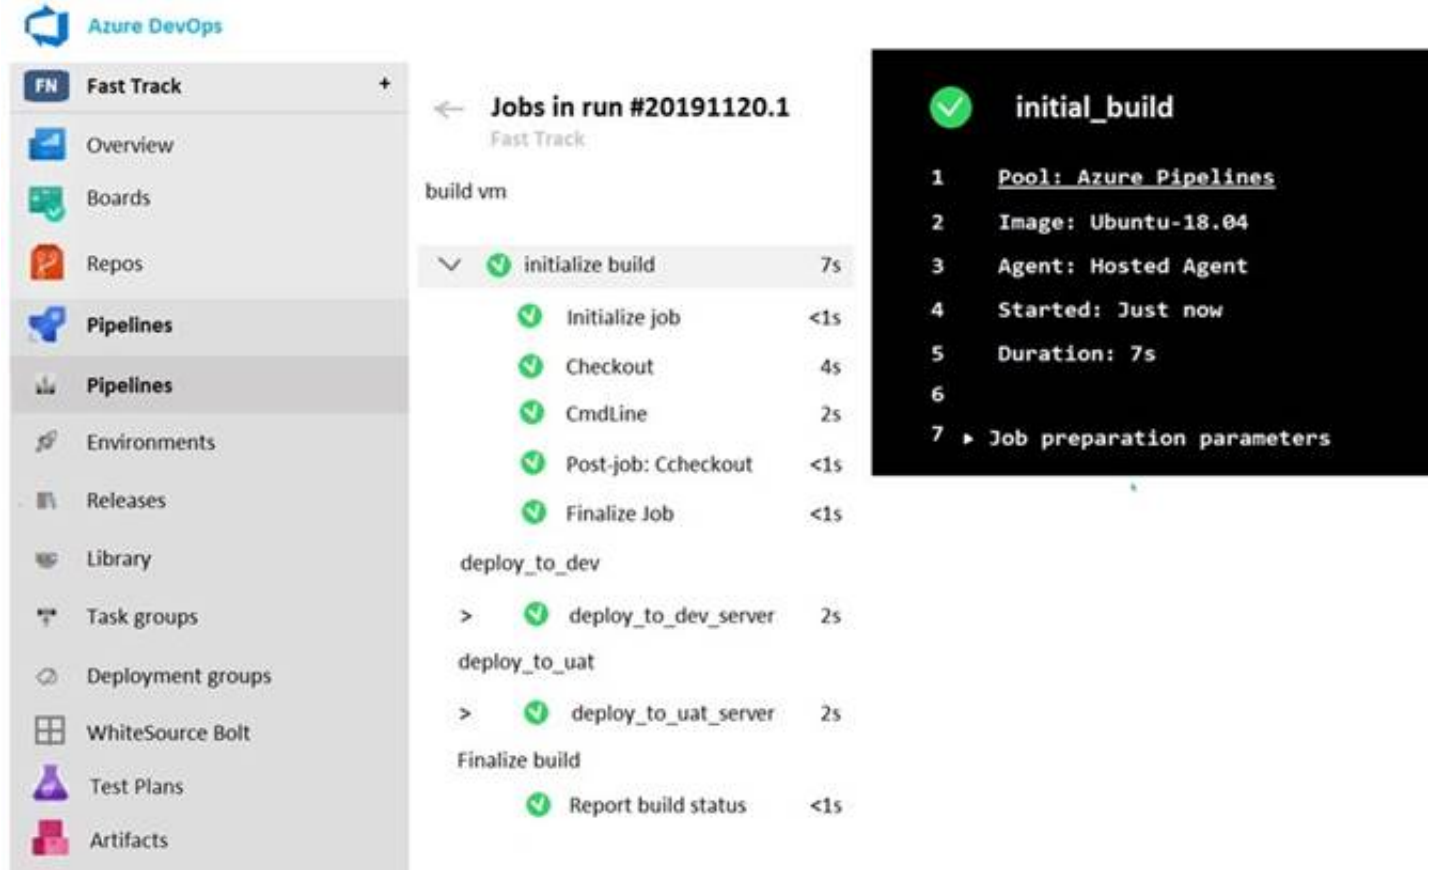 Azure DevOps
FN Fast Track +
Overview
Boards
Repos
Pipelines
Pipelines
Environments
Releases
Library
Task groups
Deployment groups
WhiteSource Bolt
Test Plans
Artifacts
← Jobs in run #20191120.1
Fast Track
build vm
initialize build 7s
Initialize job <1s
Checkout 4s
CmdLine 2s
Post-job: Ccheckout <1s
Finalize Job <1s
deploy_to_dev
> deploy_to_dev_server 2s
deploy_to_uat
> deploy_to_uat_server 2s
Finalize build
Report build status <1s
initial_build
1 Pool: Azure Pipelines
2 Image: Ubuntu-18.04
3 Agent: Hosted Agent
4 Started: Just now
5 Duration: 7s
6
7 ▸ Job preparation parameters